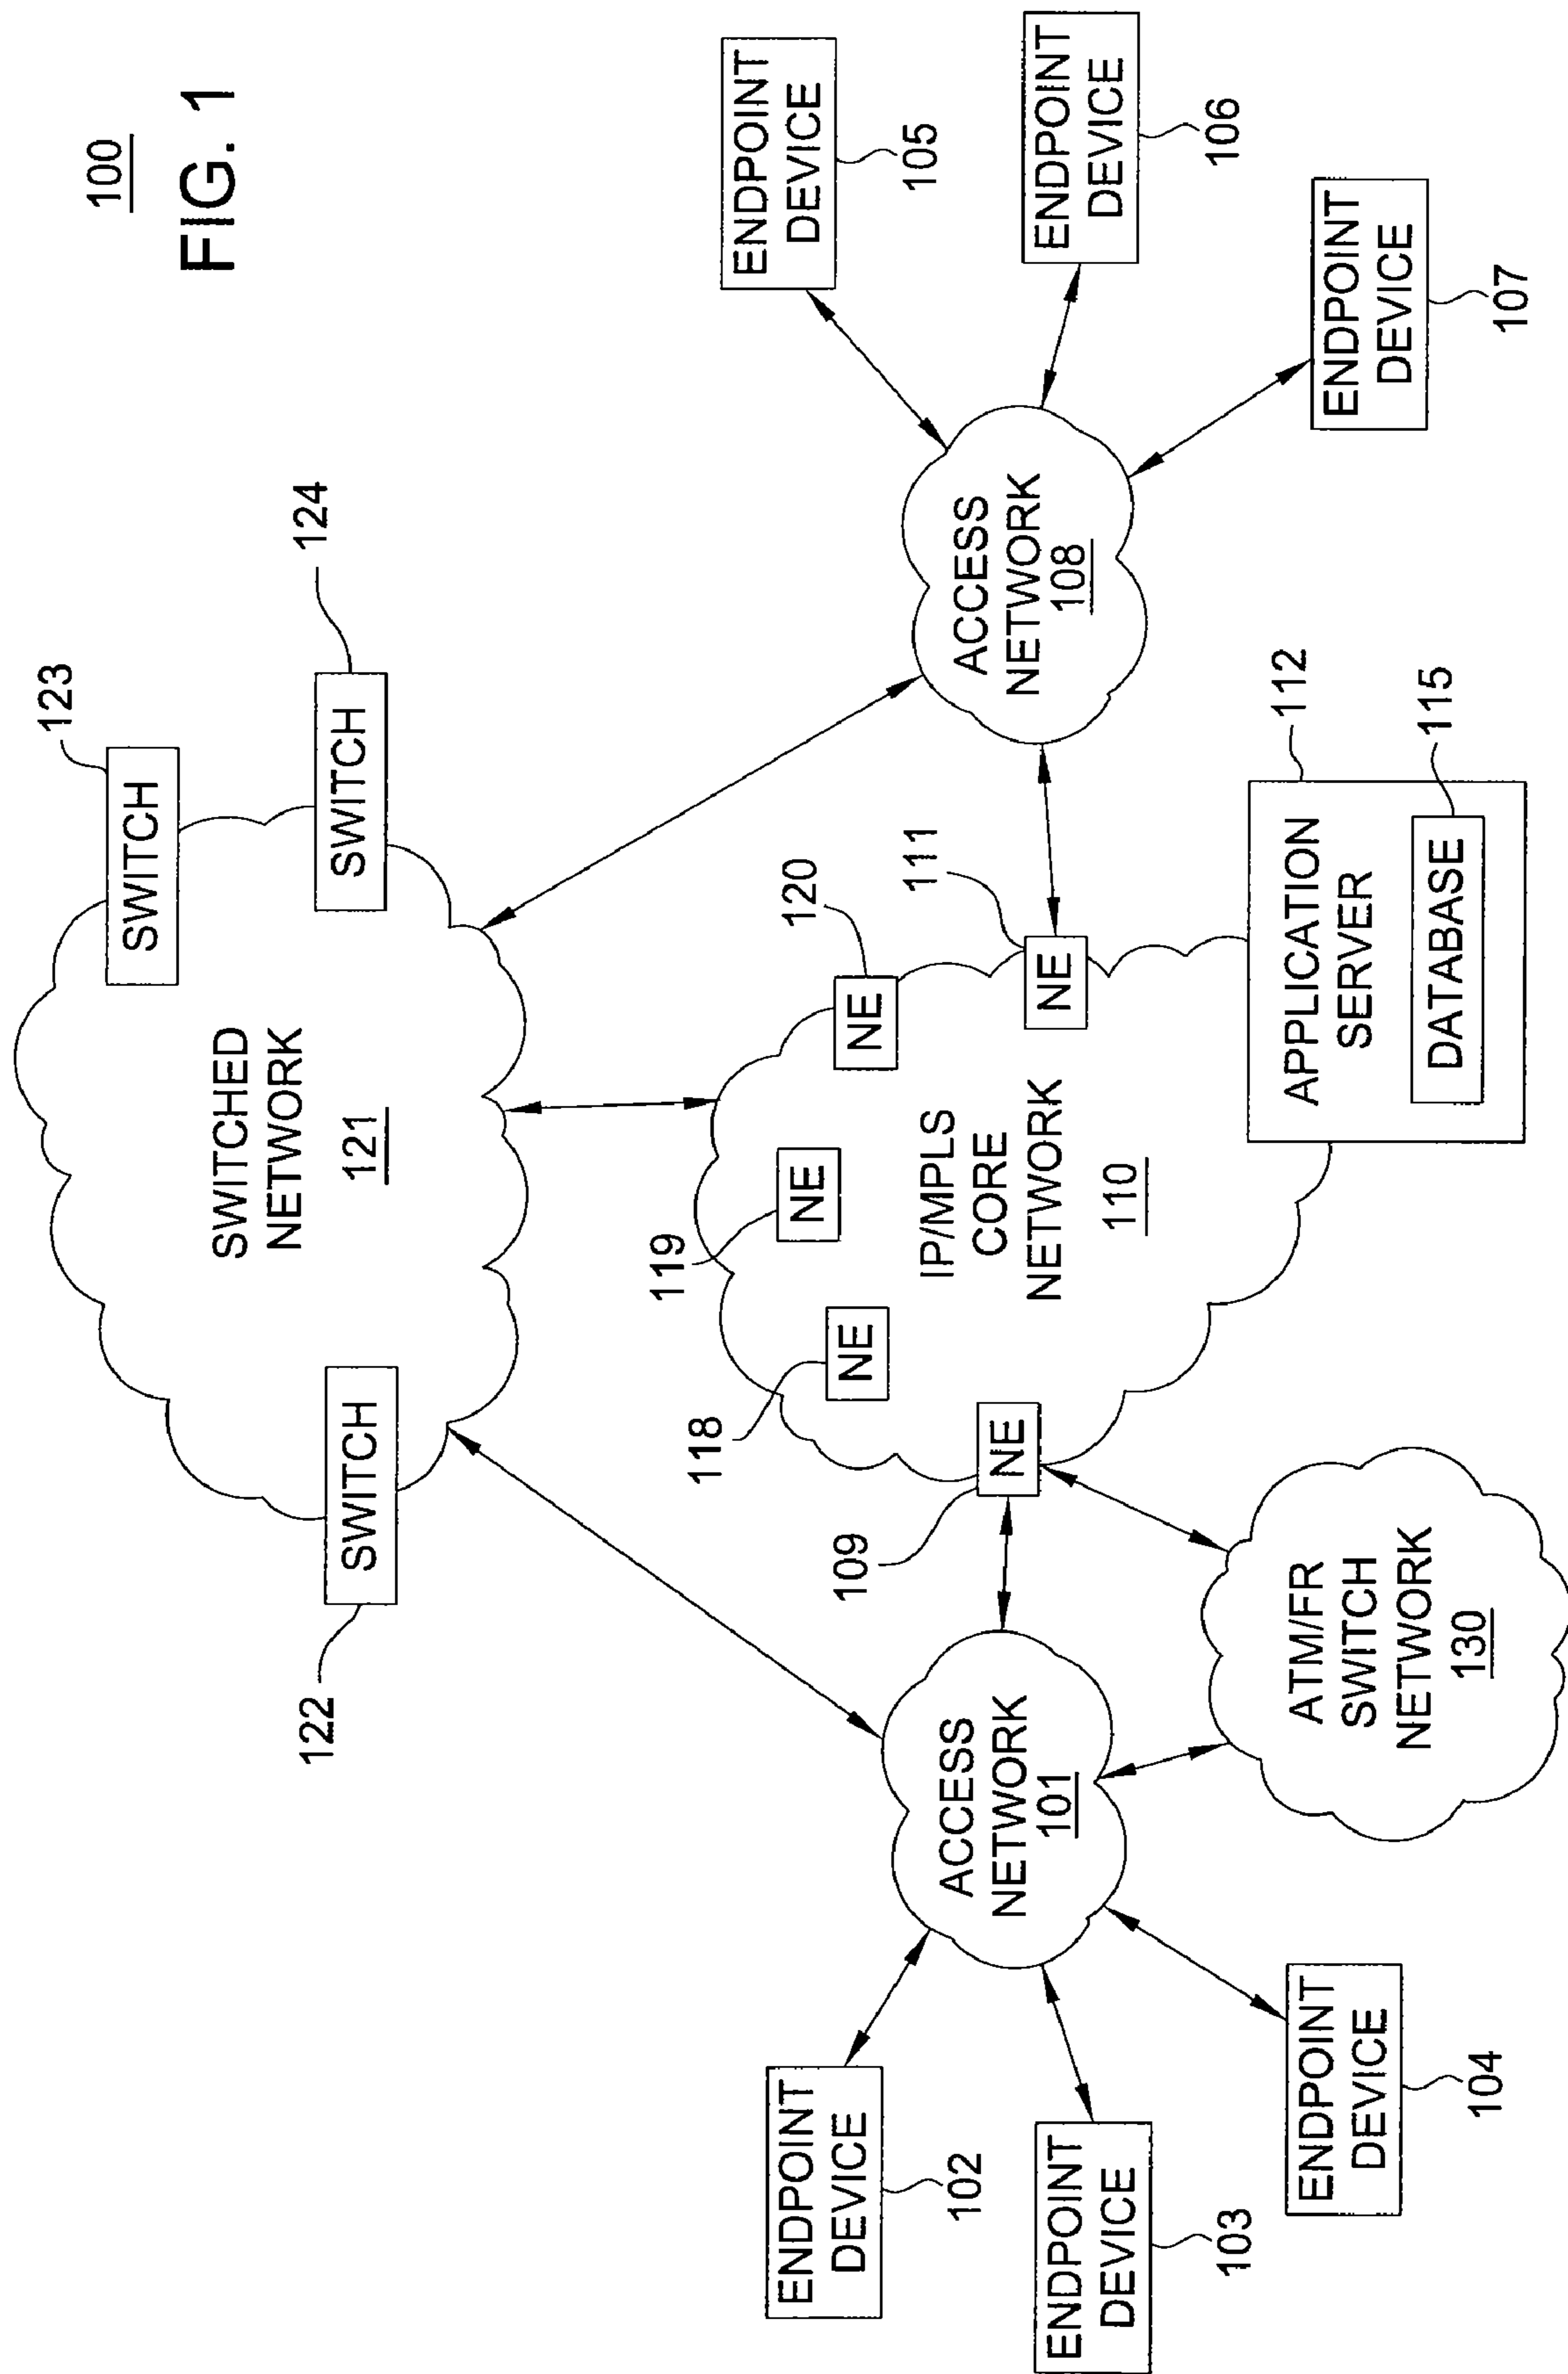 100
FIG. 1
SWITCHED
NETWORK
121
SWITCH
122
SWITCH
123
SWITCH
124
ENDPOINT
DEVICE
102
ENDPOINT
DEVICE
103
ENDPOINT
DEVICE
104
ACCESS
NETWORK
101
ATM/FR
SWITCH
NETWORK
130
NE
109
NE
118
NE
119
NE
120
NE
111
IP/MPLS
CORE
NETWORK
110
APPLICATION
SERVER
112
DATABASE
115
ACCESS
NETWORK
108
ENDPOINT
DEVICE
105
ENDPOINT
DEVICE
106
ENDPOINT
DEVICE
107